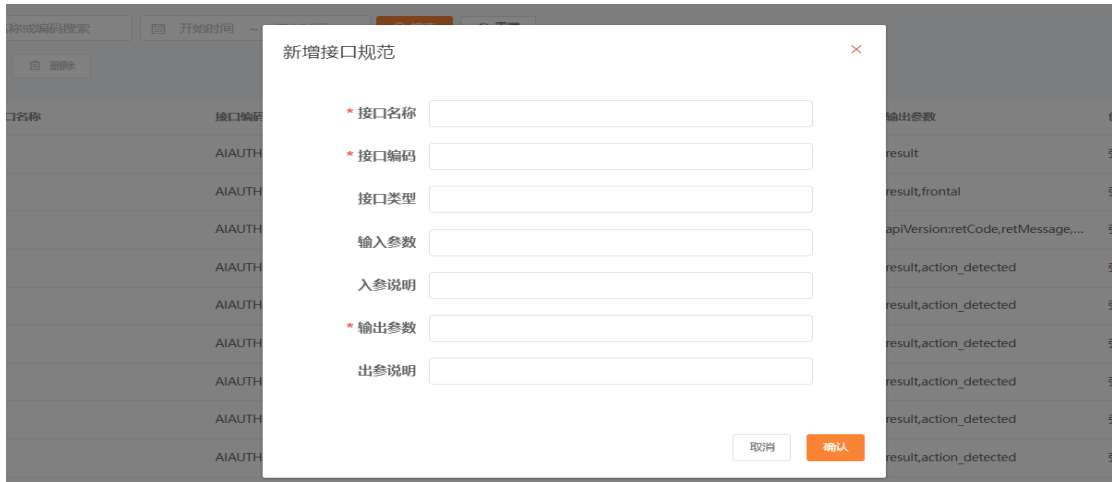 称或编码搜索 开始时间 –
删除
新增接口规范
口名称 接口编码 输出参数
* 接口名称
AIAUTH result
* 接口编码
AIAUTH result,frontal
接口类型
AIAUTH apiVersion:retCode,retMessage,...
输入参数
AIAUTH result,action_detected
入参说明
AIAUTH result,action_detected
* 输出参数
AIAUTH result,action_detected
出参说明
AIAUTH result,action_detected
AIAUTH result,action_detected
取消 确认
AIAUTH result,action_detected